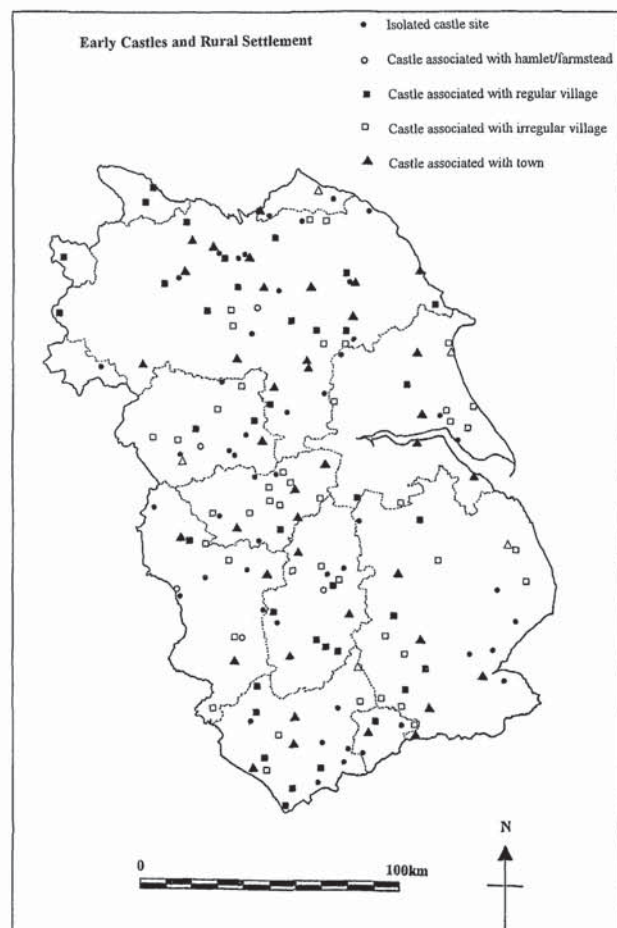 Early Castles and Rural Settlement
Isolated castle site
Castle associated with hamlet/farmstead
Castle associated with regular village
Castle associated with irregular village
Castle associated with town
N
0
100km